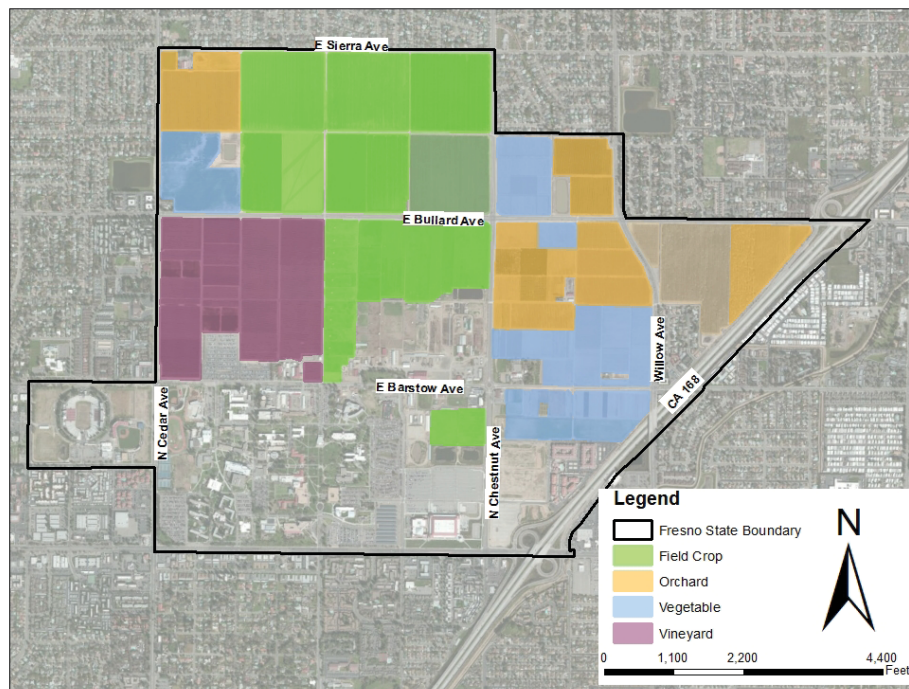 E Sierra Ave
E Bullard Ave
Willow Ave
E Barstow Ave
CA 168
N Cedar Ave
N Chestnut Ave
Legend
Fresno State Boundary
Field Crop
Orchard
Vegetable
Vineyard
N
0 1,100 2,200 4,400
Feet